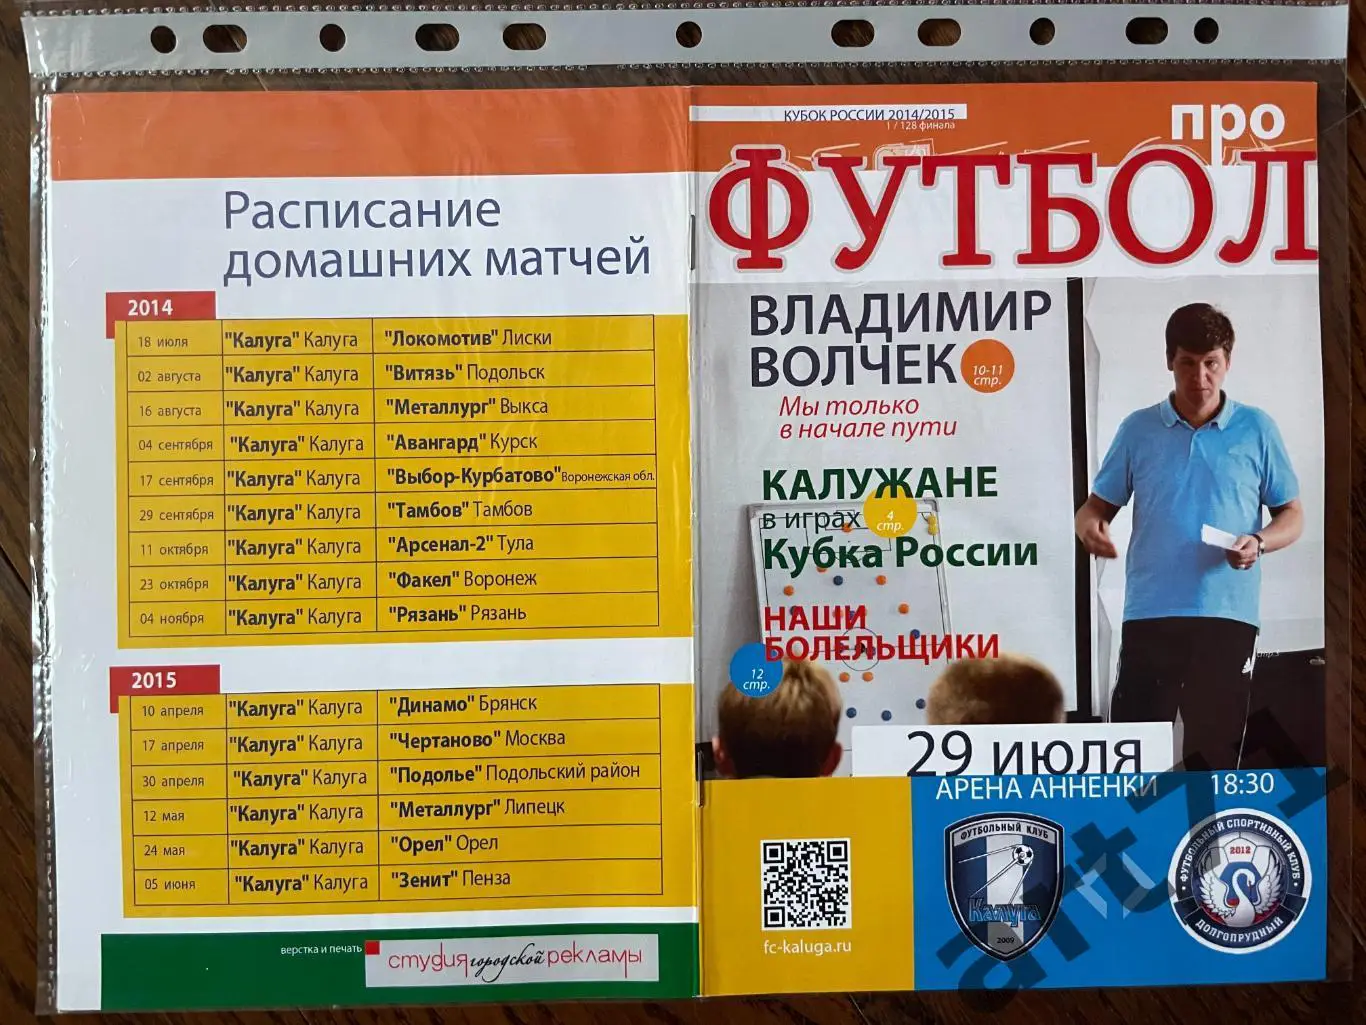 Расписание
домашних матчей
2014
18 июля "Калуга" Калуга "Локомотив" Лиски
02 августа "Калуга" Калуга "Витязь" Подольск
16 августа "Калуга" Калуга "Металлург" Выкса
04 сентября "Калуга" Калуга "Авангард" Курск
17 сентября "Калуга" Калуга "Выбор-Курбатово" Воронежская обл.
29 сентября "Калуга" Калуга "Тамбов" Тамбов
11 октября "Калуга" Калуга "Арсенал-2" Тула
23 октября "Калуга" Калуга "Факел" Воронеж
04 ноября "Калуга" Калуга "Рязань" Рязань
2015
10 апреля "Калуга" Калуга "Динамо" Брянск
17 апреля "Калуга" Калуга "Чертаново" Москва
30 апреля "Калуга" Калуга "Подолье" Подольский район
12 мая "Калуга" Калуга "Металлург" Липецк
24 мая "Калуга" Калуга "Орел" Орел
05 июня "Калуга" Калуга "Зенит" Пенза
верстка и печать
студия городской рекламы
КУБОК РОССИИ 2014/2015
1 / 128 финала
про
ФУТБОЛ
ВЛАДИМИР
ВОЛЧЕК
10-11
стр.
Мы только
в начале пути
КАЛУЖАНЕ
в играх
4
стр.
Кубка России
НАШИ
БОЛЕЛЬЩИКИ
12
стр.
29 июля
АРЕНА АННЕНКИ 18:30
fc-kaluga.ru
ФУТБОЛЬНЫЙ КЛУБ
Калуга
2009
ФУТБОЛЬНЫЙ СПОРТИВНЫЙ КЛУБ
2012
ДОЛГОПРУДНЫЙ
art71